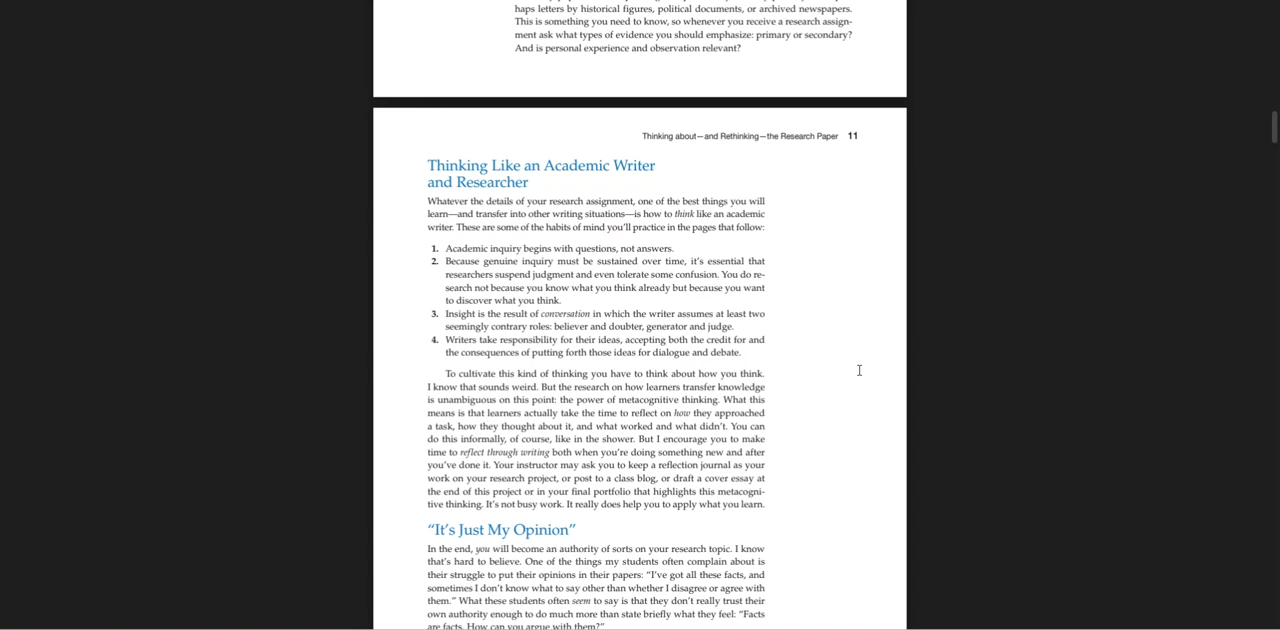 haps letters by historical figures, political documents, or archived newspapers.
This is something you need to know, so whenever you receive a research assign-
ment ask what types of evidence you should emphasize: primary or secondary?
And is personal experience and observation relevant?
Thinking about—and Rethinking—the Research Paper 11
Thinking Like an Academic Writer
and Researcher
Whatever the details of your research assignment, one of the best things you will
learn—and transfer into other writing situations—is how to think like an academic
writer. These are some of the habits of mind you'll practice in the pages that follow:
1. Academic inquiry begins with questions, not answers.
2. Because genuine inquiry must be sustained over time, it's essential that
researchers suspend judgment and even tolerate some confusion. You do re-
search not because you know what you think already but because you want
to discover what you think.
3. Insight is the result of conversation in which the writer assumes at least two
seemingly contrary roles: believer and doubter, generator and judge.
4. Writers take responsibility for their ideas, accepting both the credit for and
the consequences of putting forth those ideas for dialogue and debate.
To cultivate this kind of thinking you have to think about how you think.
I know that sounds weird. But the research on how learners transfer knowledge
is unambiguous on this point: the power of metacognitive thinking. What this
means is that learners actually take the time to reflect on how they approached
a task, how they thought about it, and what worked and what didn't. You can
do this informally, of course, like in the shower. But I encourage you to make
time to reflect through writing both when you're doing something new and after
you've done it. Your instructor may ask you to keep a reflection journal as your
work on your research project, or post to a class blog, or draft a cover essay at
the end of this project or in your final portfolio that highlights this metacogni-
tive thinking. It's not busy work. It really does help you to apply what you learn.
"It's Just My Opinion"
In the end, you will become an authority of sorts on your research topic. I know
that's hard to believe. One of the things my students often complain about is
their struggle to put their opinions in their papers: "I've got all these facts, and
sometimes I don't know what to say other than whether I disagree or agree with
them." What these students often seem to say is that they don't really trust their
own authority enough to do much more than state briefly what they feel: "Facts
are facts. How can you argue with them?"